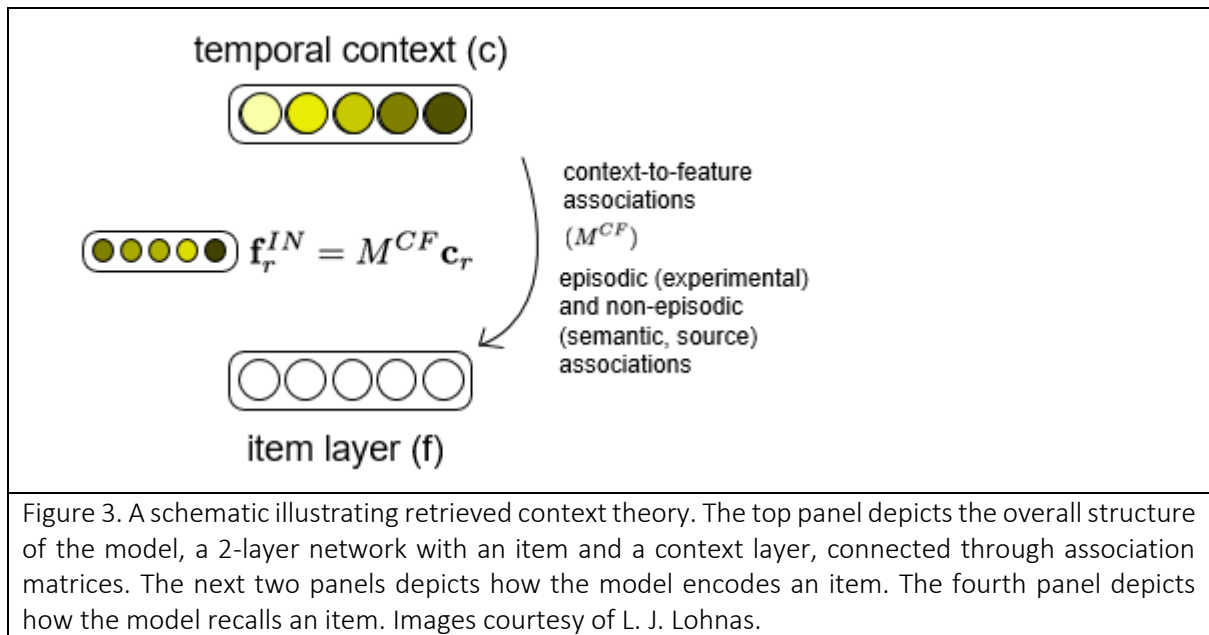 temporal context (c)
context-to-feature
associations
(M^{CF})
f_r^{IN} = M^{CF} c_r
episodic (experimental)
and non-episodic
(semantic, source)
associations
item layer (f)
Figure 3. A schematic illustrating retrieved context theory. The top panel depicts the overall structure
of the model, a 2-layer network with an item and a context layer, connected through association
matrices. The next two panels depicts how the model encodes an item. The fourth panel depicts
how the model recalls an item. Images courtesy of L. J. Lohnas.